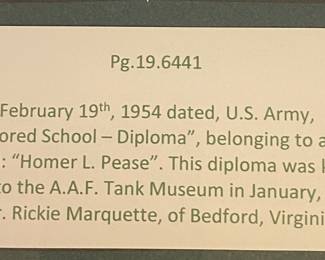 Pg.19.6441
February 19th, 1954 dated, U.S. Army,
ored School – Diploma”, belonging to a
: “Homer L. Pease”. This diploma was
to the A.A.F. Tank Museum in January,
r. Rickie Marquette, of Bedford, Virgini